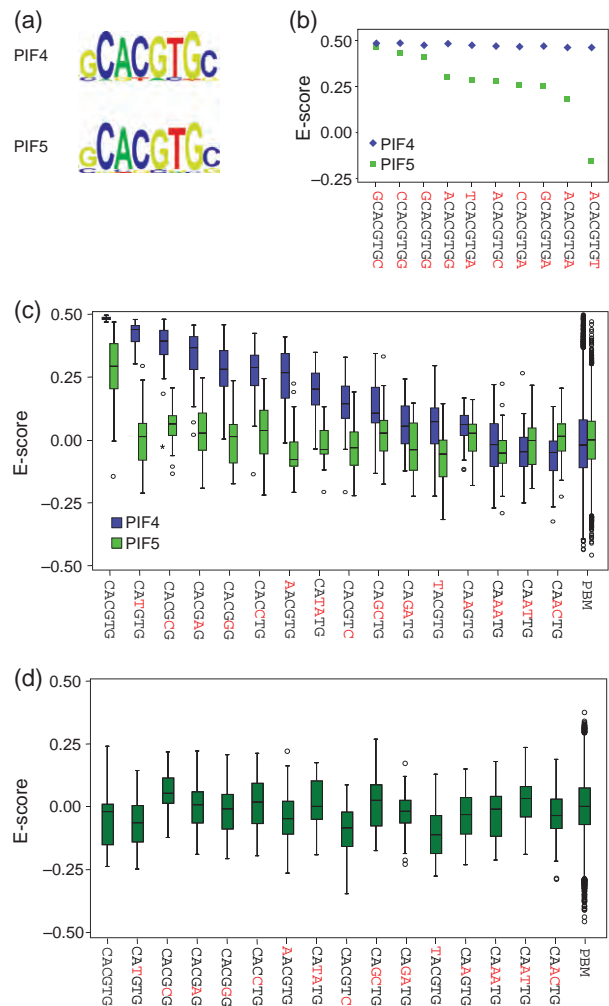 (a)
PIF4
GCACGTGC
PIF5
GCACGTGC
(b)
0.50
0.25
0.00
–0.25
E-score
PIF4
PIF5
GCACGTGC
CCACGTGG
GCACGTGG
ACACGTGG
TCACGTGA
ACACGTGC
CCACGTGA
GCACGTGA
ACACGTGA
ACACGTGT
(c)
0.50
0.25
0.00
–0.25
–0.50
E-score
PIF4
PIF5
CACGTG
CATGTG
CACGCG
CACGAG
CACGGG
CACCTG
AACGTG
CATATG
CACGTC
CAGCTG
CAGATG
TACGTG
CAAGTG
CAAATG
CAATTG
CAACTG
PBM
(d)
0.50
0.25
0.00
–0.25
–0.50
E-score
CACGTG
CATGTG
CACGCG
CACGAG
CACGGG
CACCTG
AACGTG
CATATG
CACGTC
CAGCTG
CAGATG
TACGTG
CAAGTG
CAAATG
CAATTG
CAACTG
PBM